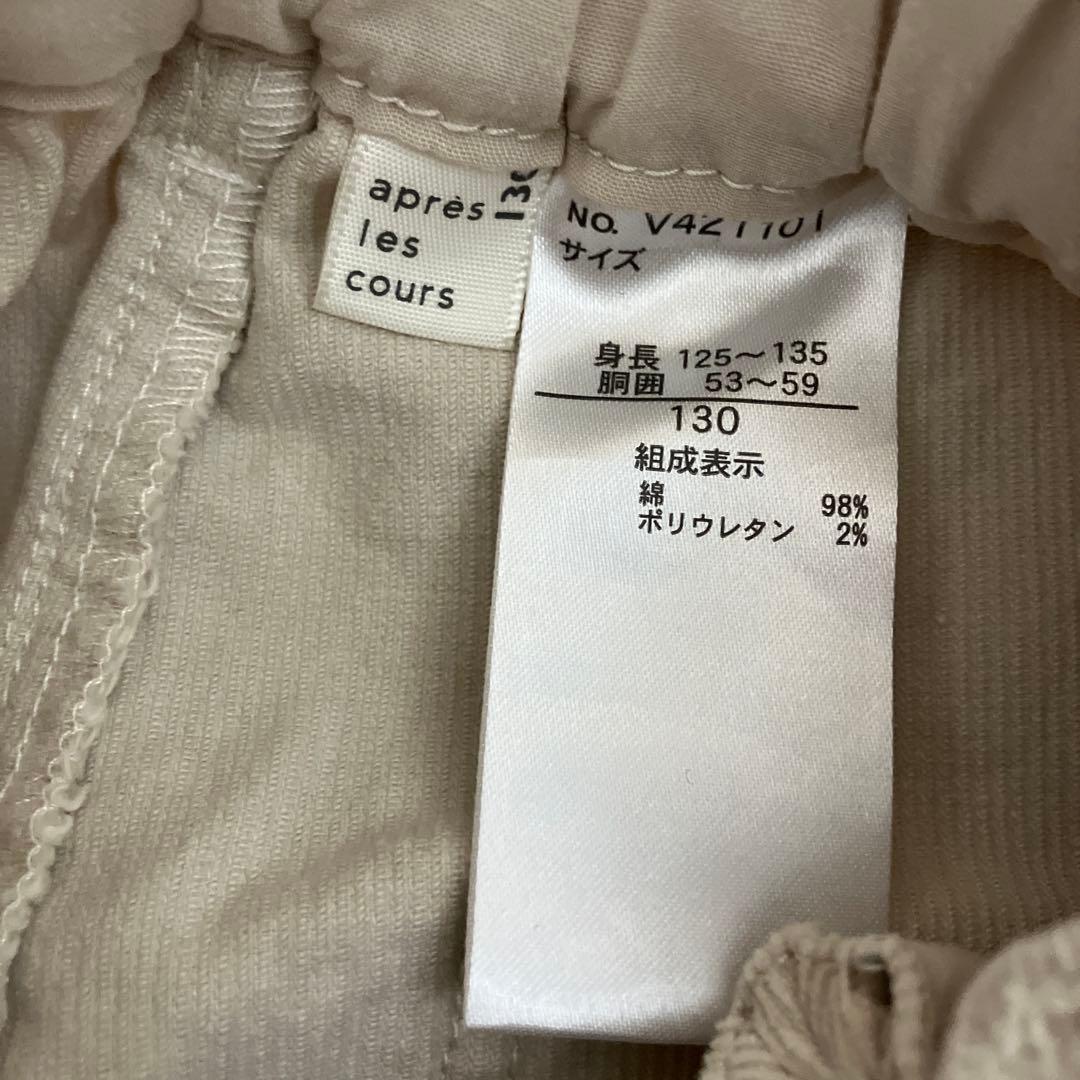 après
les
cours
NO. V421101
サイズ
身長 125~135
胴囲 53~59
130
組成表示
綿 98%
ポリウレタン 2%